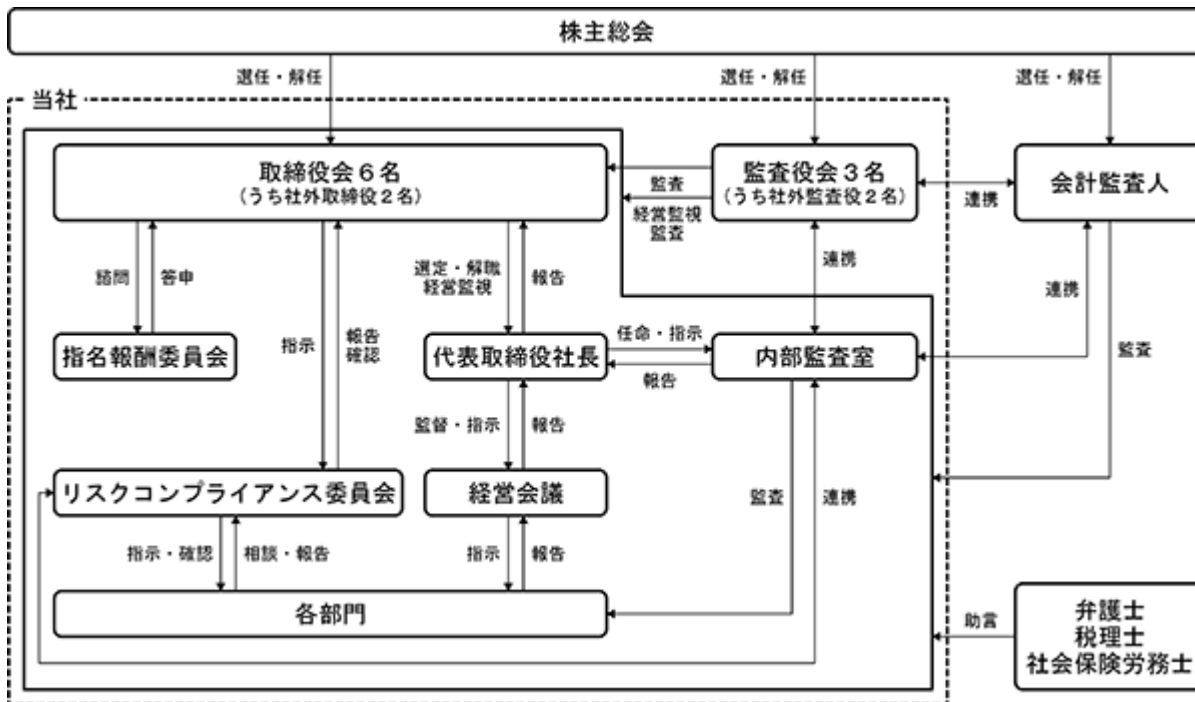 株主総会
選任・解任
選任・解任
選任・解任
当社
取締役会6名
(うち社外取締役2名)
監査
経営監視
監査
監査役会3名
(うち社外監査役2名)
連携
会計監査人
諮問
答申
指示
報告
確認
選定・解職
経営監視
報告
連携
連携
監査
指名報酬委員会
代表取締役社長
任命・指示
報告
内部監査室
監督・指示
報告
リスクコンプライアンス委員会
経営会議
監査
連携
指示・確認
相談・報告
指示
報告
各部門
助言
弁護士
税理士
社会保険労務士